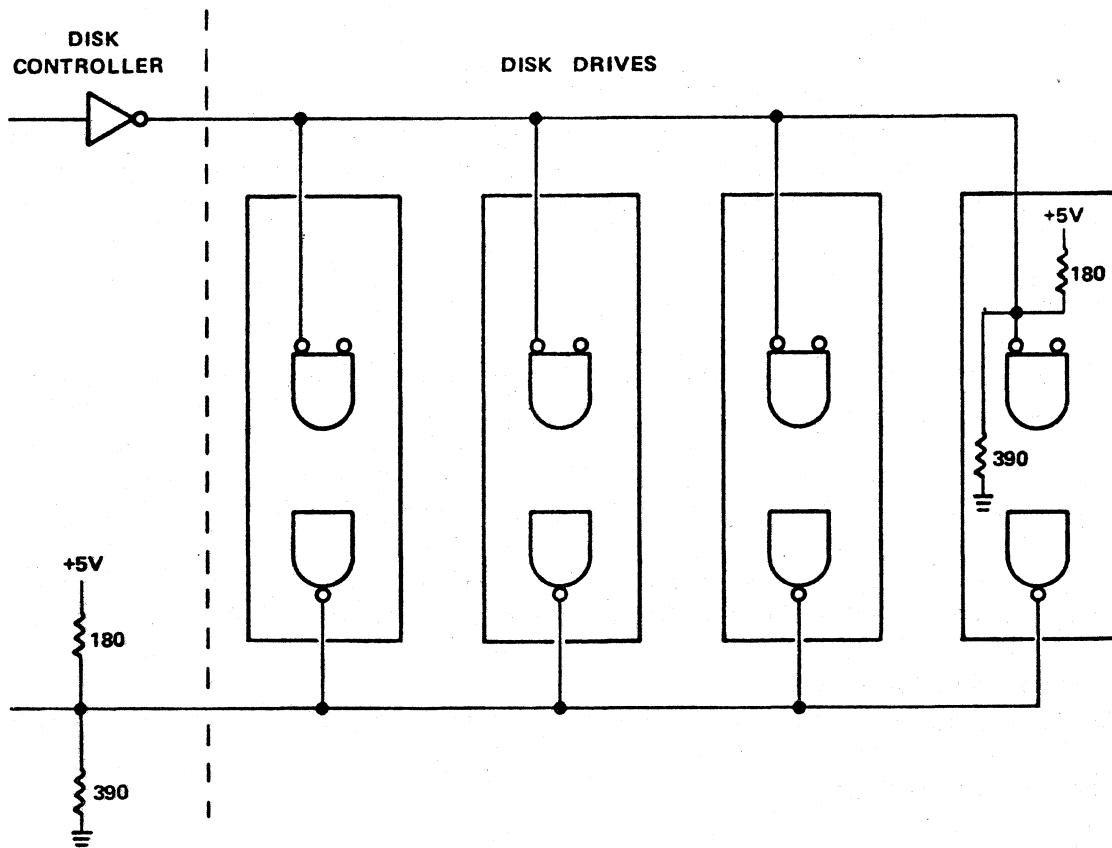 DISK
CONTROLLER
DISK DRIVES
+5V
180
390
+5V
180
390